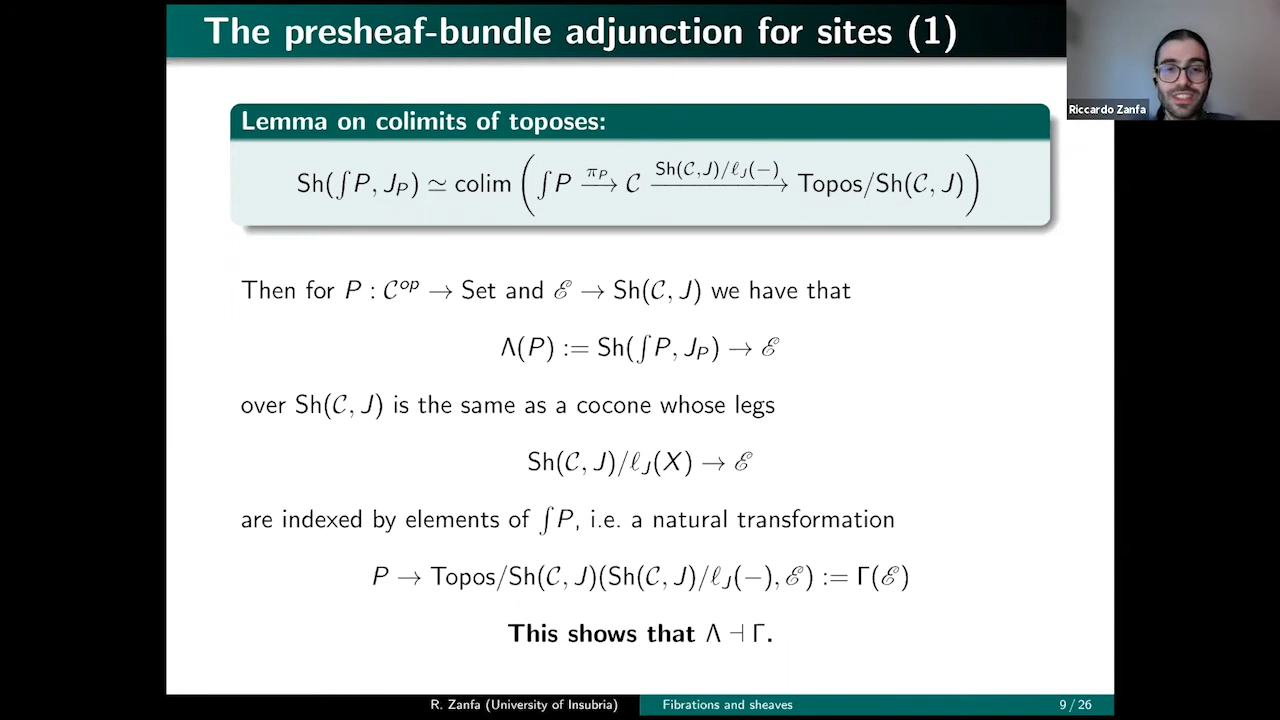 The presheaf-bundle adjunction for sites (1)
Riccardo Zanfa
Lemma on colimits of toposes:
Sh(∫P, J_P) ≃ colim ( ∫P —π_P→ 𝒞 —Sh(𝒞,J)/ℓ_J(−)→ Topos/Sh(𝒞, J) )
Then for P : 𝒞^op → Set and ℰ → Sh(𝒞, J) we have that
Λ(P) := Sh(∫P, J_P) → ℰ
over Sh(𝒞, J) is the same as a cocone whose legs
Sh(𝒞, J)/ℓ_J(X) → ℰ
are indexed by elements of ∫P, i.e. a natural transformation
P → Topos/Sh(𝒞, J)(Sh(𝒞, J)/ℓ_J(−), ℰ) := Γ(ℰ)
This shows that Λ ⊣ Γ.
R. Zanfa (University of Insubria)
Fibrations and sheaves
9 / 26